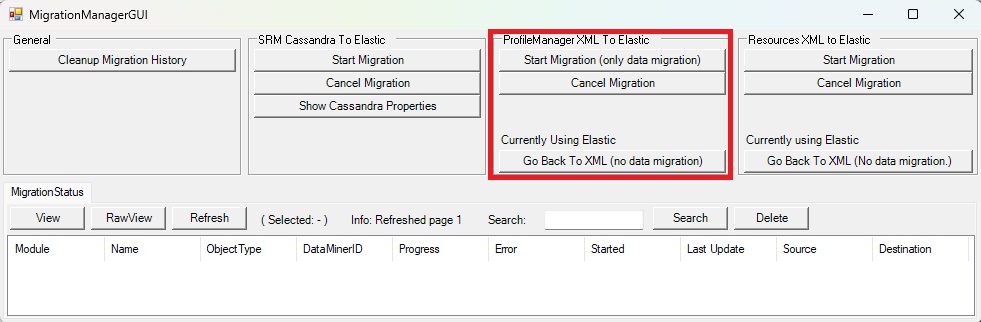 MigrationManagerGUI
General
Cleanup Migration History
SRM Cassandra To Elastic
Start Migration
Cancel Migration
Show Cassandra Properties
ProfileManager XML To Elastic
Start Migration (only data migration)
Cancel Migration
Currently Using Elastic
Go Back To XML (no data migration)
Resources XML to Elastic
Start Migration
Cancel Migration
Currently using Elastic
Go Back To XML (No data migration.)
MigrationStatus
View RawView Refresh ( Selected: - ) Info: Refreshed page 1 Search: Search Delete
Module Name ObjectType DataMinerID Progress Error Started Last Update Source Destination